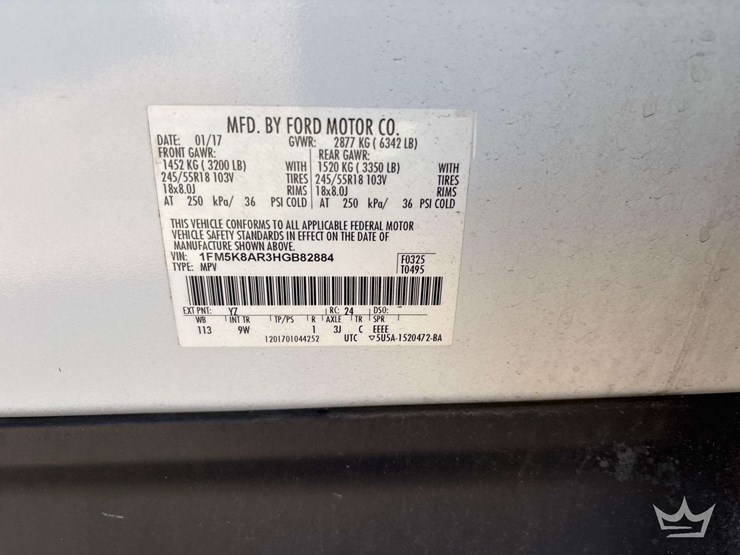 MFD. BY FORD MOTOR CO.
DATE: 01/17 GVWR: 2877 KG ( 6342 LB)
FRONT GAWR: REAR GAWR:
1452 KG ( 3200 LB) WITH 1520 KG ( 3350 LB) WITH
245/55R18 103V TIRES 245/55R18 103V TIRES
18x8.0J RIMS 18x8.0J RIMS
AT 250 kPa/ 36 PSI COLD AT 250 kPa/ 36 PSI COLD
THIS VEHICLE CONFORMS TO ALL APPLICABLE FEDERAL MOTOR
VEHICLE SAFETY STANDARDS IN EFFECT ON THE DATE OF
MANUFACTURE SHOWN ABOVE.
VIN: 1FM5K8AR3HGB82884 F0325
TYPE: MPV T0495
EXT PNT: YZ RC: 24 DSO:
WB INT TR TP/PS R AXLE TR SPR
113 9W 1 3J C EEEE
1201701044252 UTC ▽5U5A-1520472-BA